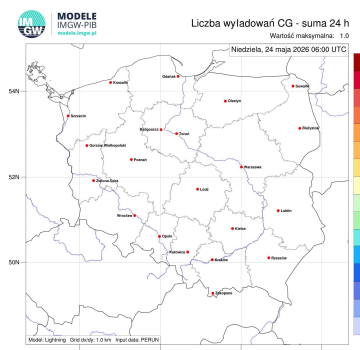 IM
GW
MODELE
IMGW-PIB
modele.imgw.pl
Liczba wyładowań CG - suma 24 h
Wartość maksymalna: 1.0
Niedziela, 24 maja 2026 06:00 UTC
54N
52N
50N
Koszalin
Gdańsk
Suwałki
Szczecin
Olsztyn
Białystok
Bydgoszcz
Toruń
Gorzów Wielkopolski
Poznań
Warszawa
Zielona Góra
Łódź
Wrocław
Lublin
Opole
Kielce
Katowice
Kraków
Rzeszów
Zakopane
Model: Lightning Grid dx/dy: 1.0 km Input data: PERUN